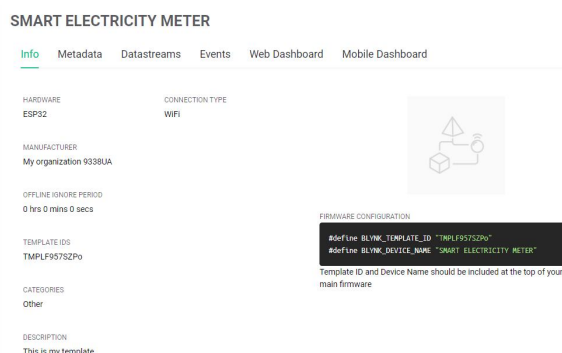 SMART ELECTRICITY METER
Info Metadata Datastreams Events Web Dashboard Mobile Dashboard
HARDWARE
ESP32
CONNECTION TYPE
WiFi
MANUFACTURER
My organization 9338UA
OFFLINE IGNORE PERIOD
0 hrs 0 mins 0 secs
TEMPLATE IDS
TMPLF957SZPo
CATEGORIES
Other
DESCRIPTION
This is my template
FIRMWARE CONFIGURATION
#define BLYNK_TEMPLATE_ID "TMPLF957SZPo"
#define BLYNK_DEVICE_NAME "SMART ELECTRICITY METER"
Template ID and Device Name should be included at the top of your
main firmware